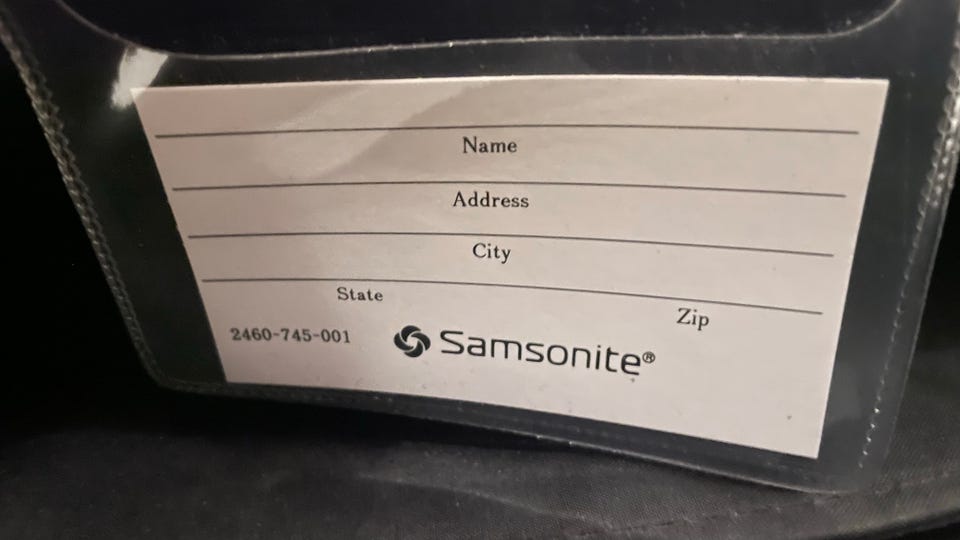 Name
Address
City
State Zip
2460-745-001 Samsonite®